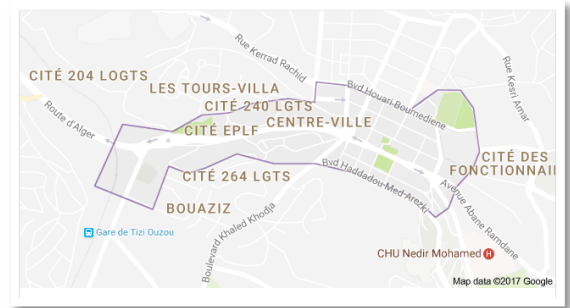 Rue Kerrad Rachid
CITÉ 204 LOGTS
LES TOURS-VILLA
Bvd Houari Boumediene
Rue Kesri Amar
Route d'Alger
CITÉ 240 LGTS
CENTRE-VILLE
CITÉ EPLF
CITÉ DES
FONCTIONNAI
Bvd Haddadou Med Arezki
CITÉ 264 LGTS
Avenue Abane Ramdane
BOUAZIZ
Boulevard Khaled Khodja
Gare de Tizi Ouzou
CHU Nedir Mohamed H
Map data ©2017 Google